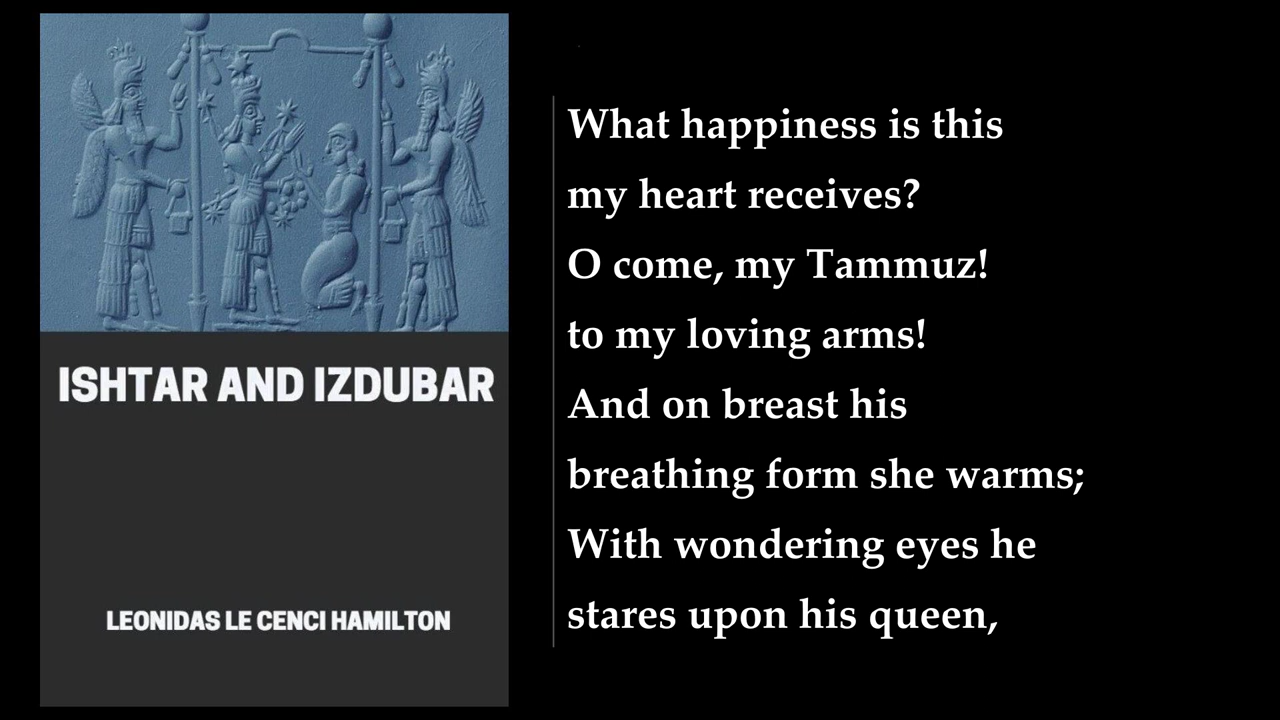 ISHTAR AND IZDUBAR
LEONIDAS LE CENCI HAMILTON
What happiness is this
my heart receives?
O come, my Tammuz!
to my loving arms!
And on breast his
breathing form she warms;
With wondering eyes he
stares upon his queen,